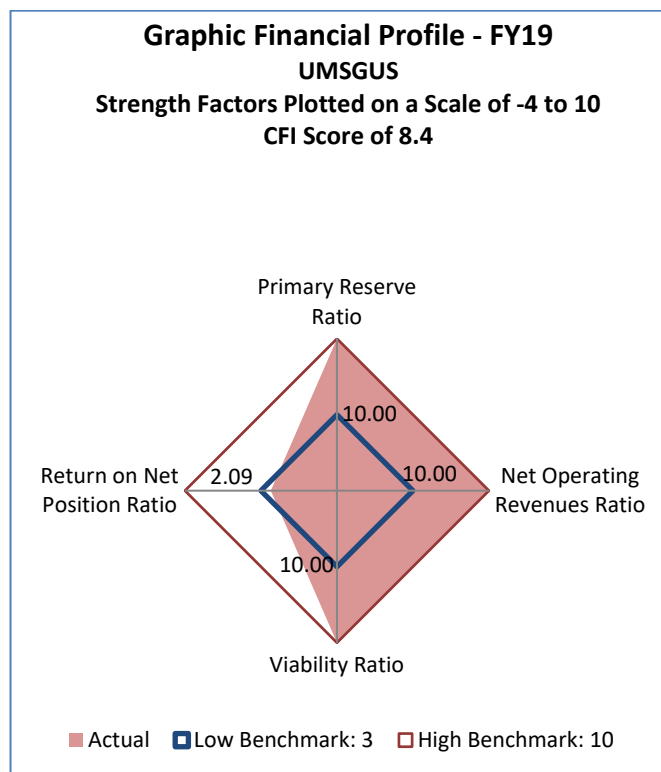 Graphic Financial Profile - FY19
UMSGUS
Strength Factors Plotted on a Scale of -4 to 10
CFI Score of 8.4
Primary Reserve
Ratio
10.00
Return on Net
Position Ratio
2.09
10.00
Net Operating
Revenues Ratio
10.00
Viability Ratio
Actual
Low Benchmark: 3
High Benchmark: 10